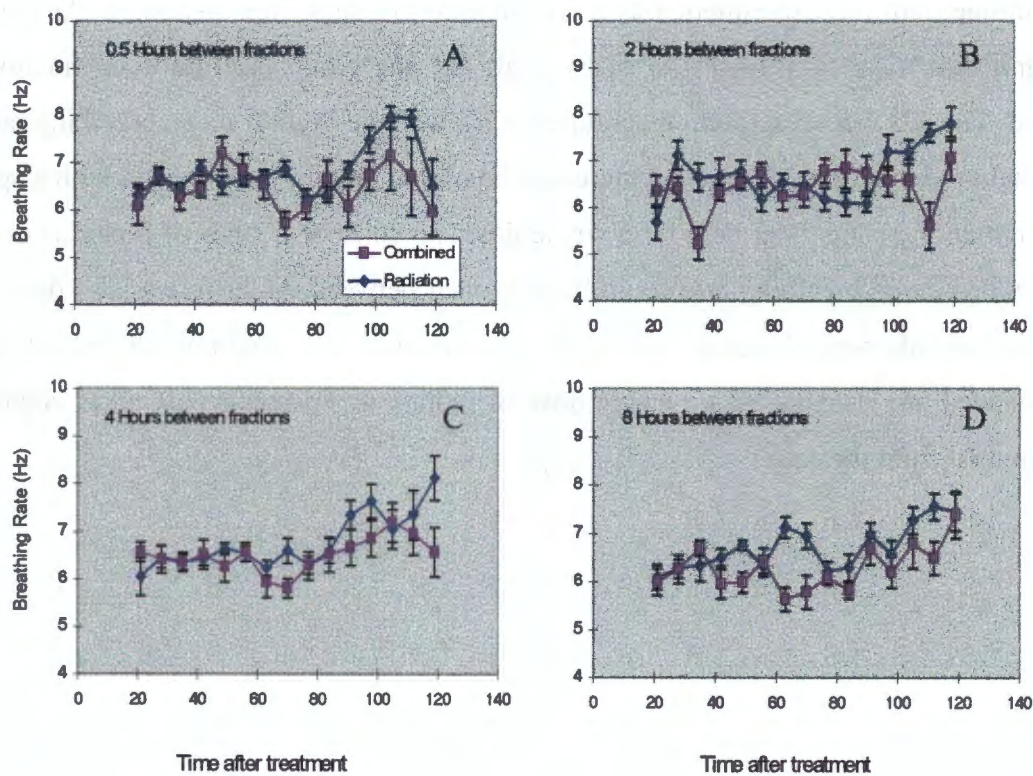 0.5 Hours between fractions
A
10
9
8
7
6
5
4
Breathing Rate (Hz)
Combined
Radiation
0 20 40 60 80 100 120 140
2 Hours between fractions
B
10
9
8
7
6
5
4
0 20 40 60 80 100 120 140
4 Hours between fractions
C
10
9
8
7
6
5
4
Breathing Rate (Hz)
0 20 40 60 80 100 120 140
Time after treatment
8 Hours between fractions
D
10
9
8
7
6
5
4
0 20 40 60 80 100 120 140
Time after treatment